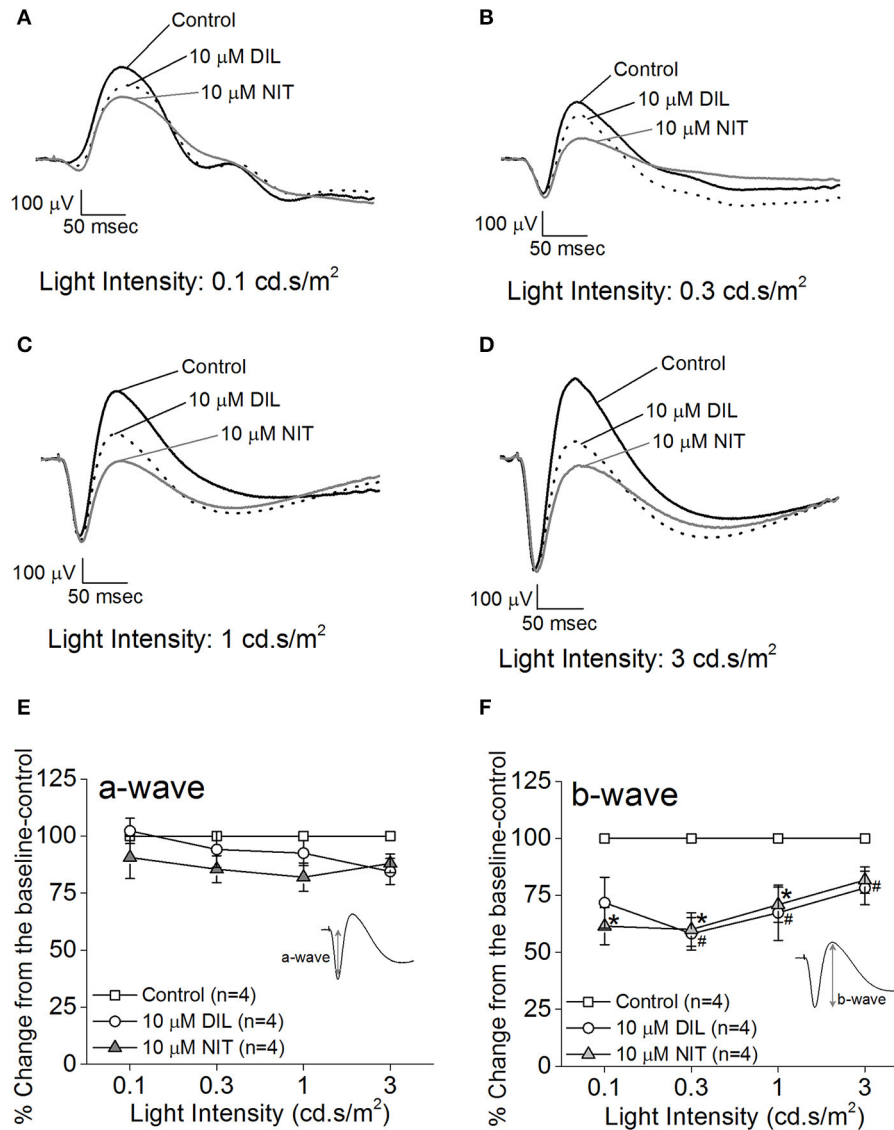 A
Control
10 μM DIL
10 μM NIT
100 μV
50 msec
Light Intensity: 0.1 cd.s/m²
B
Control
10 μM DIL
10 μM NIT
100 μV
50 msec
Light Intensity: 0.3 cd.s/m²
C
Control
10 μM DIL
10 μM NIT
100 μV
50 msec
Light Intensity: 1 cd.s/m²
D
Control
10 μM DIL
10 μM NIT
100 μV
50 msec
Light Intensity: 3 cd.s/m²
E
% Change from the baseline-control
125
100
75
50
25
0
a-wave
a-wave
Control (n=4)
10 μM DIL (n=4)
10 μM NIT (n=4)
0.1 0.3 1 3
Light Intensity (cd.s/m²)
F
% Change from the baseline-control
125
100
75
50
25
0
b-wave
* * *
# # #
b-wave
Control (n=4)
10 μM DIL (n=4)
10 μM NIT (n=4)
0.1 0.3 1 3
Light Intensity (cd.s/m²)